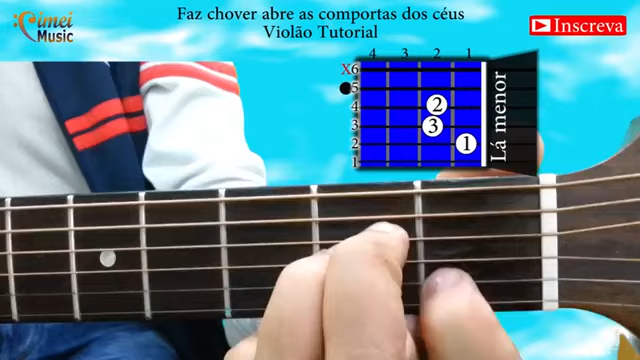 Faz chover abre as comportas dos céus
Violão Tutorial
Cimei
Music
Inscreva
4 3 2 1
X6
5
4
3
2
1
2
3
1
Lá menor